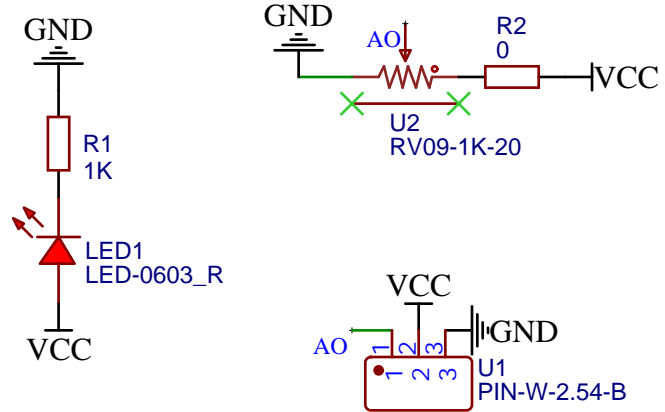 GND
R1
1K
LED1
LED-0603_R
VCC
GND
AO
R2
0
VCC
U2
RV09-1K-20
VCC
GND
AO
1
2
3
1
2
3
U1
PIN-W-2.54-B